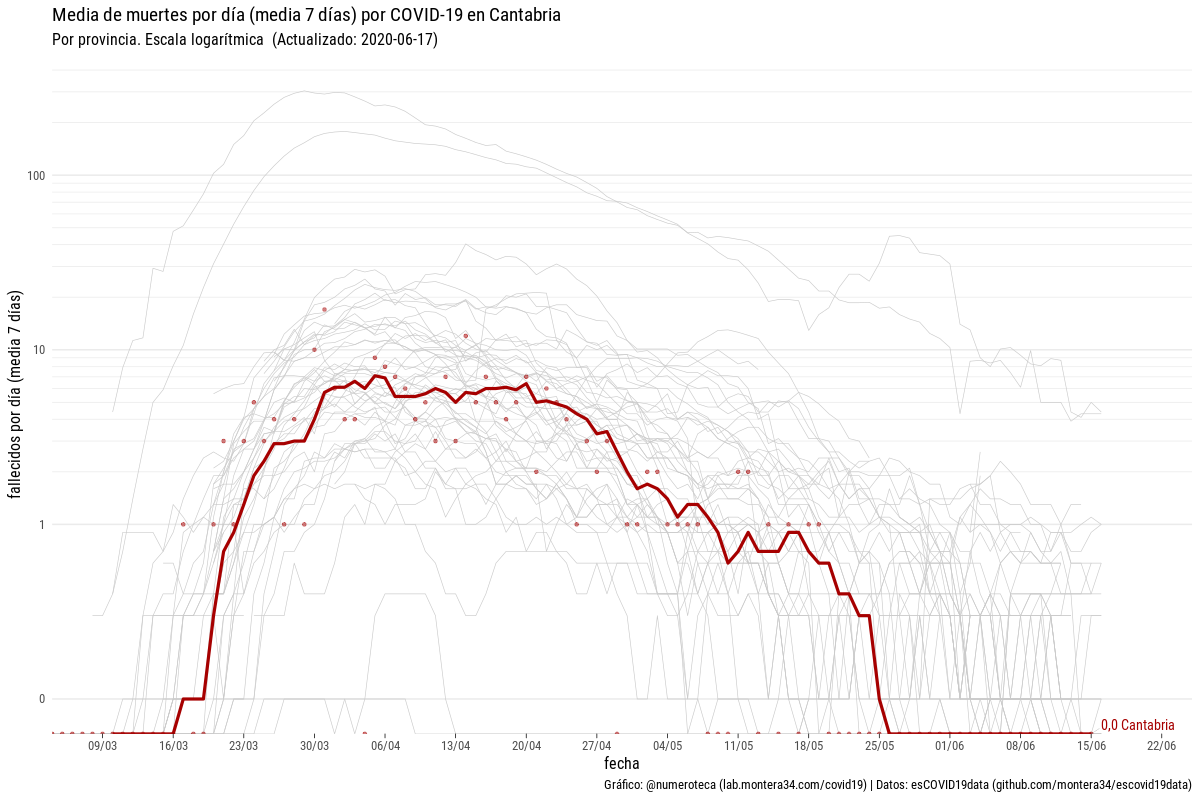 Media de muertes por día (media 7 días) por COVID-19 en Cantabria
Por provincia. Escala logarítmica  (Actualizado: 2020-06-17)
fallecidos por día (media 7 días)
100
10
1
0
0,0 Cantabria
09/03 16/03 23/03 30/03 06/04 13/04 20/04 27/04 04/05 11/05 18/05 25/05 01/06 08/06 15/06 22/06
fecha
Gráfico: @numeroteca (lab.montera34.com/covid19) | Datos: esCOVID19data (github.com/montera34/escovid19data)